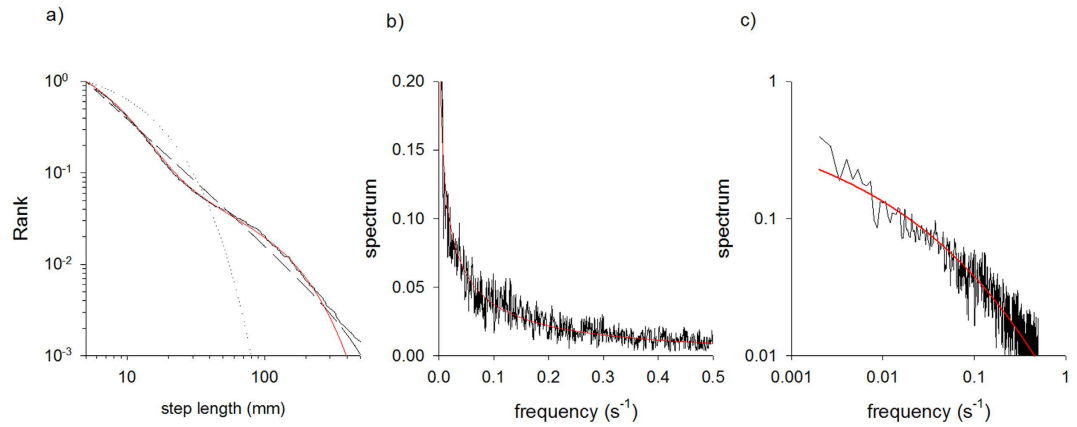 a)
b)
c)
Rank
10⁰
10⁻¹
10⁻²
10⁻³
10
100
step length (mm)
spectrum
0.20
0.15
0.10
0.05
0.00
0.0
0.1
0.2
0.3
0.4
0.5
frequency (s⁻¹)
spectrum
1
0.1
0.01
0.001
0.01
0.1
1
frequency (s⁻¹)